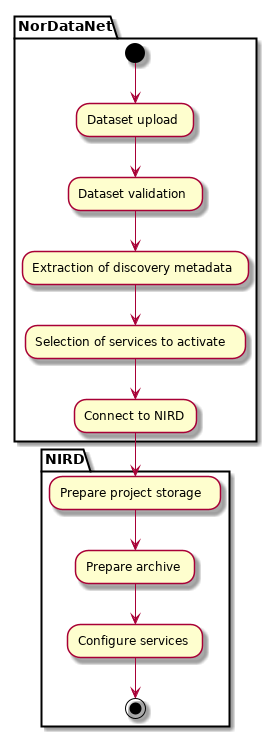 NorDataNet
Dataset upload
Dataset validation
Extraction of discovery metadata
Selection of services to activate
Connect to NIRD
NIRD
Prepare project storage
Prepare archive
Configure services